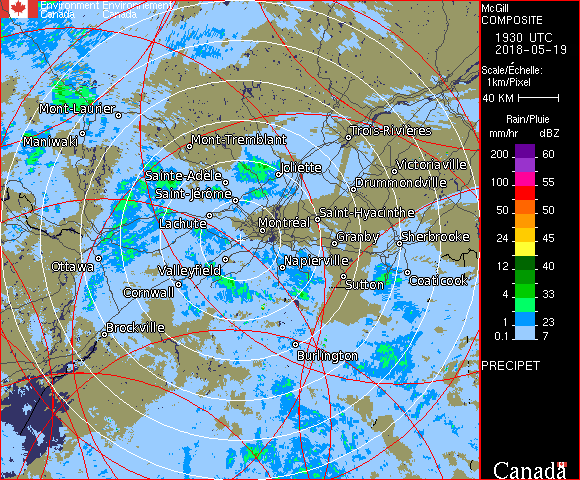 Environment Environnement
Canada Canada
McGill
COMPOSITE
1930 UTC
2018-05-19
Scale/Échelle:
1km/Pixel
40 KM
Rain/Pluie
mm/hr dBZ
200 60
100 55
50 50
24 45
12 40
4 33
1 23
0.1 7
PRECIPET
Canada
Mont-Laurier
Maniwaki
Mont-Tremblant
Trois-Rivières
Sainte-Adèle
Joliette
Victoriaville
Saint-Jérôme
Drummondville
Lachute
Montréal
Saint-Hyacinthe
Granby
Sherbrooke
Ottawa
Valleyfield
Napierville
Cornwall
Sutton
Coaticook
Brockville
Burlington